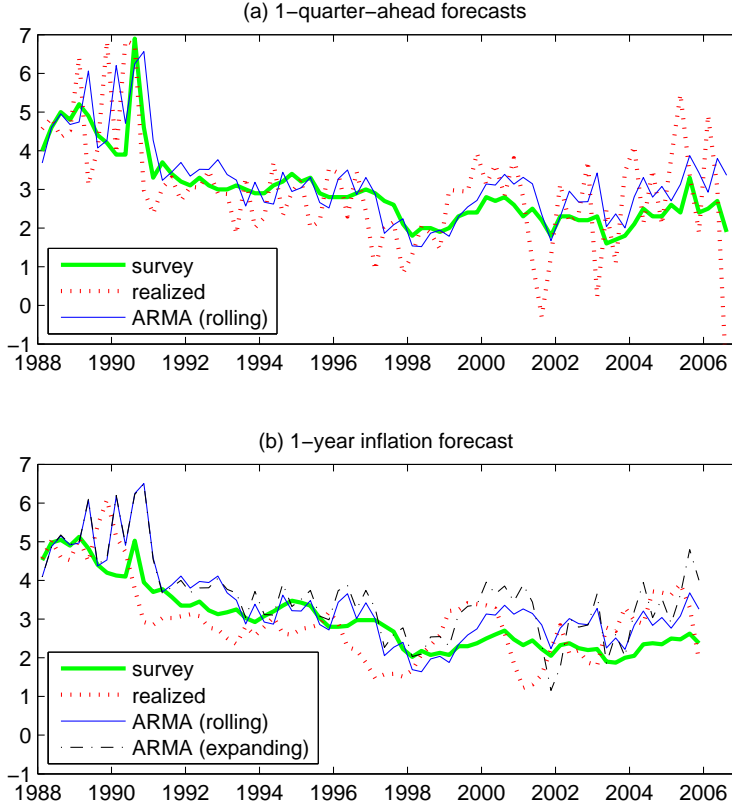 (a) 1−quarter−ahead forecasts
7
6
5
4
3
2
1
0
−1
survey
realized
ARMA (rolling)
1988 1990 1992 1994 1996 1998 2000 2002 2004 2006
(b) 1−year inflation forecast
7
6
5
4
3
2
1
0
−1
survey
realized
ARMA (rolling)
ARMA (expanding)
1988 1990 1992 1994 1996 1998 2000 2002 2004 2006